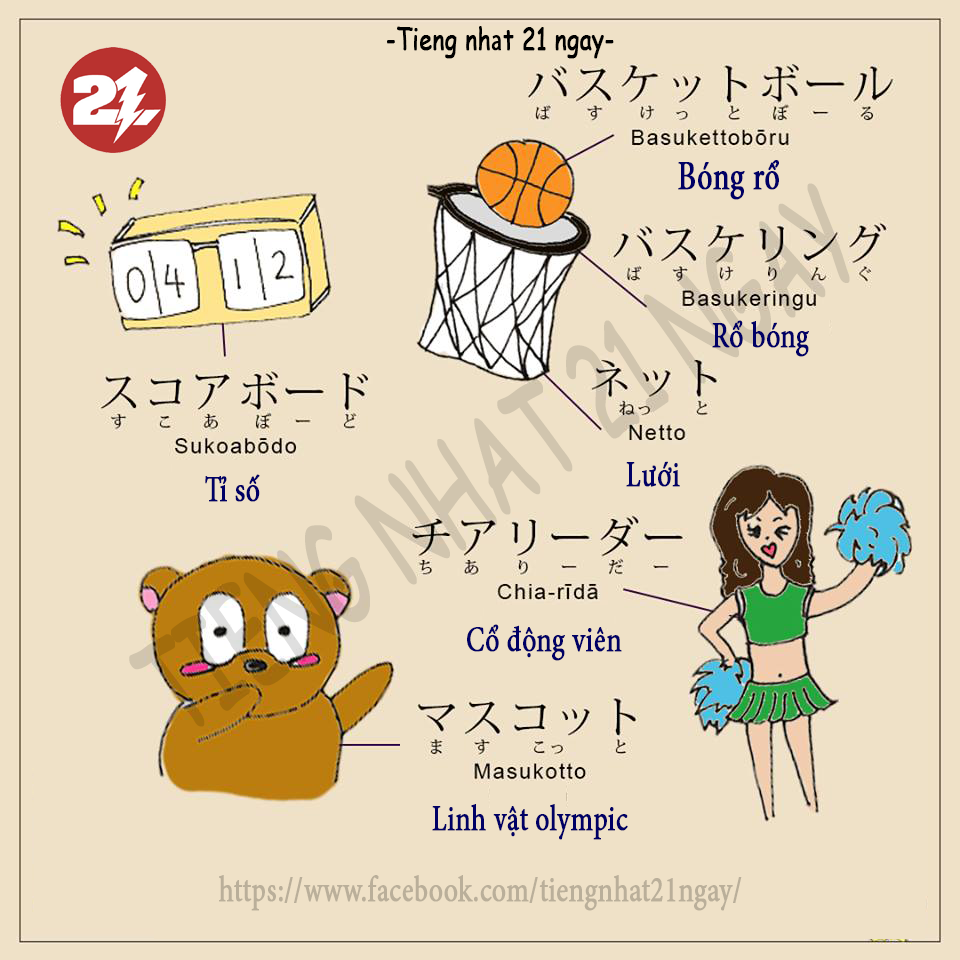 -Tieng nhat 21 ngay-
21
バスケットボール
ばすけっとぼーる
Basukettobōru
Bóng rổ
バスケリング
ばすけりんぐ
Basukeringu
Rổ bóng
04 12
スコアボード
すこあぼーど
Sukoabōdo
Tỉ số
ネット
ねっと
Netto
Lưới
チアリーダー
ちありーだー
Chia-rīdā
Cổ động viên
マスコット
ますこっと
Masukotto
Linh vật olympic
TIENG NHAT 21 NGAY
https://www.facebook.com/tiengnhat21ngay/